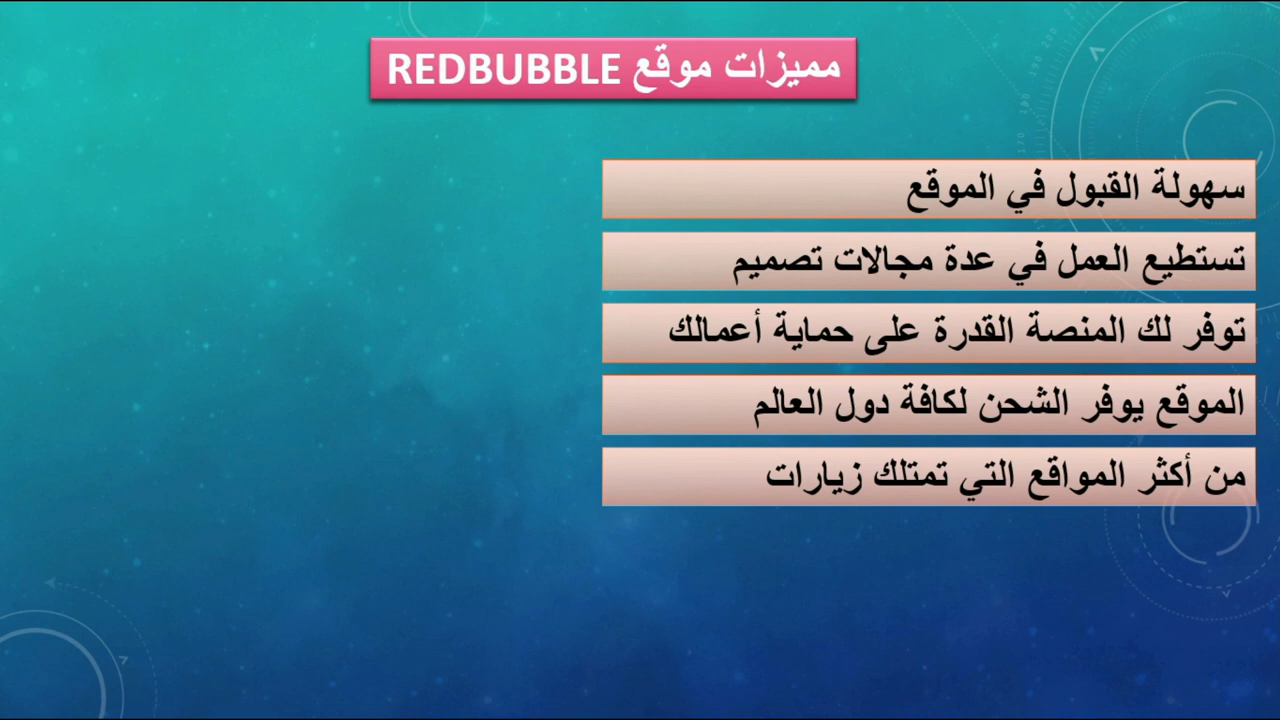 مميزات موقع REDBUBBLE
سهولة القبول في الموقع
تستطيع العمل في عدة مجالات تصميم
توفر لك المنصة القدرة على حماية أعمالك
الموقع يوفر الشحن لكافة دول العالم
من أكثر المواقع التي تمتلك زيارات